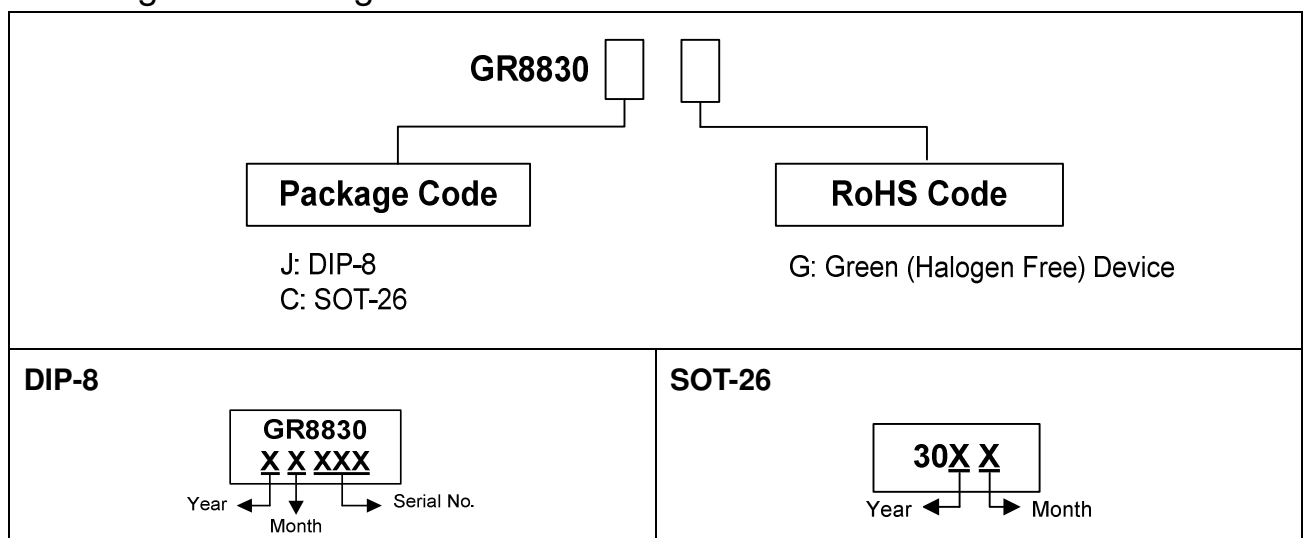 GR8830
Package Code
RoHS Code
J: DIP-8
C: SOT-26
G: Green (Halogen Free) Device
DIP-8
GR8830
X X XXX
Year
Month
Serial No.
SOT-26
30X X
Year
Month